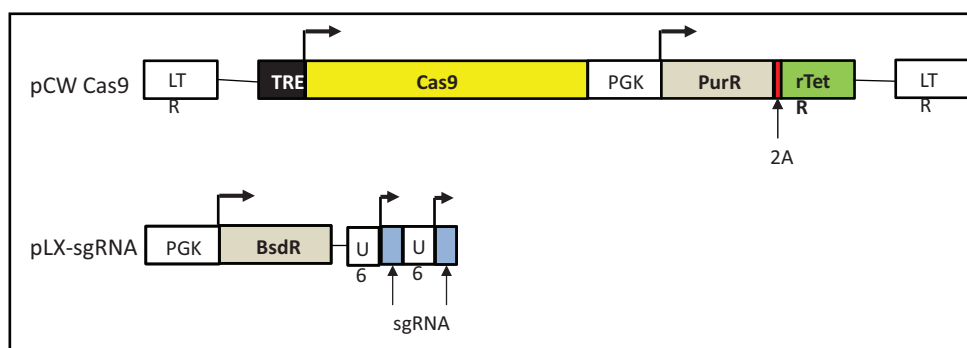 pCW Cas9
LT
R
TRE
Cas9
PGK
PurR
rTet
R
LT
R
2A
pLX-sgRNA
PGK
BsdR
U
6
U
6
sgRNA